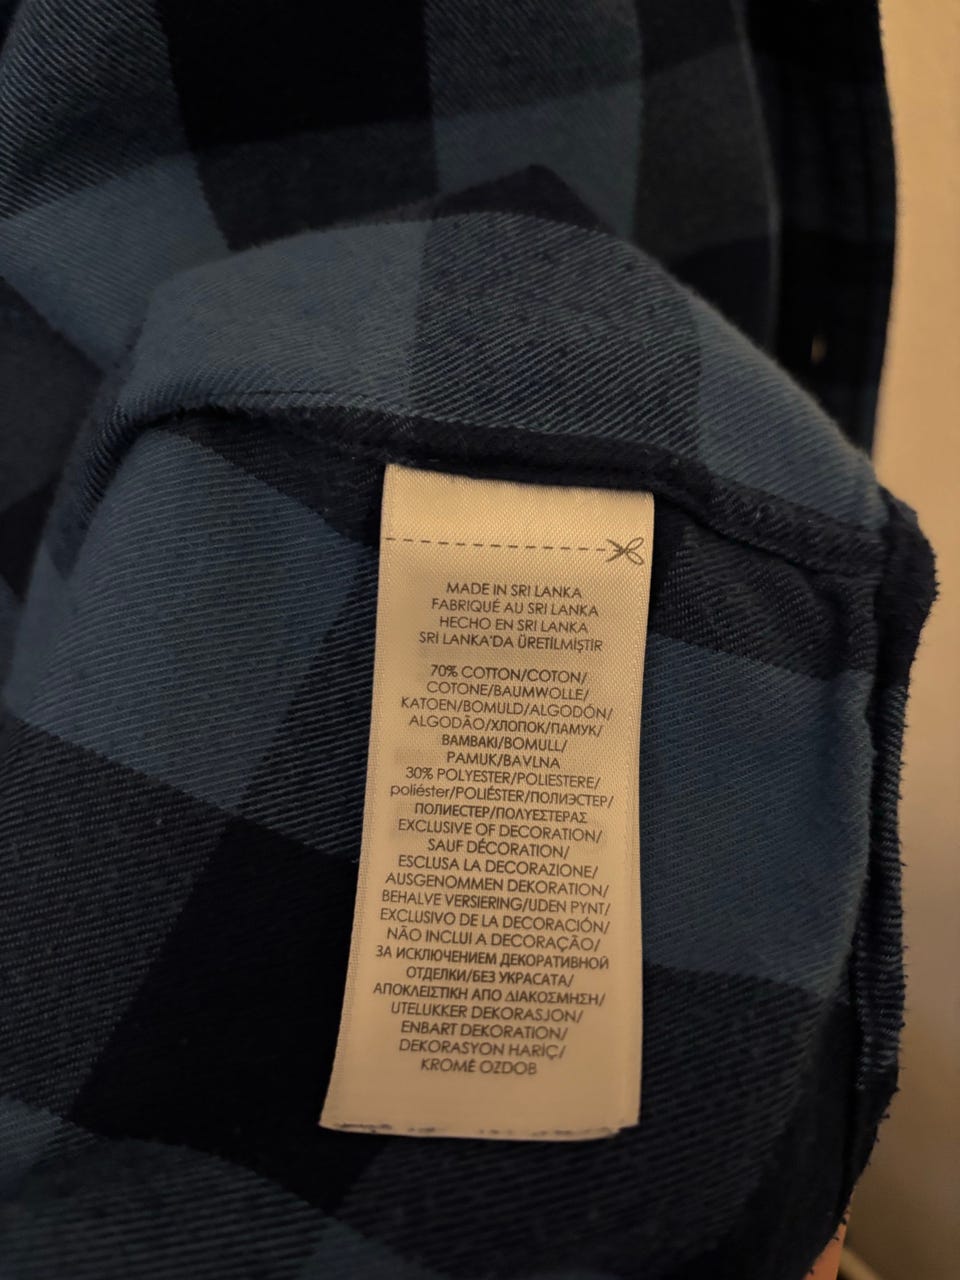 MADE IN SRI LANKA
FABRIQUÉ AU SRI LANKA
HECHO EN SRI LANKA
SRİ LANKA'DA ÜRETİLMİŞTİR
70% COTTON/COTON/
COTONE/BAUMWOLLE/
KATOEN/BOMULD/ALGODÓN/
ALGODÃO/ХЛОПОК/ПАМУК/
ΒΑΜΒΑΚΙ/BOMULL/
PAMUK/BAVLNA
30% POLYESTER/POLIESTERE/
poliéster/POLIÉSTER/ПОЛИЭСТЕР/
ПОЛИЕСТЕР/ΠΟΛΥΕΣΤΕΡΑΣ
EXCLUSIVE OF DECORATION/
SAUF DÉCORATION/
ESCLUSA LA DECORAZIONE/
AUSGENOMMEN DEKORATION/
BEHALVE VERSIERING/UDEN PYNT/
EXCLUSIVO DE LA DECORACIÓN/
NÃO INCLUI A DECORAÇÃO/
ЗА ИСКЛЮЧЕНИЕМ ДЕКОРАТИВНОЙ
ОТДЕЛКИ/БЕЗ УКРАСАТА/
ΑΠΟΚΛΕΙΣΤΙΚΗ ΑΠΟ ΔΙΑΚΟΣΜΗΣΗ/
UTELUKKER DEKORASJON/
ENBART DEKORATION/
DEKORASYON HARİÇ/
KROMĚ OZDOB